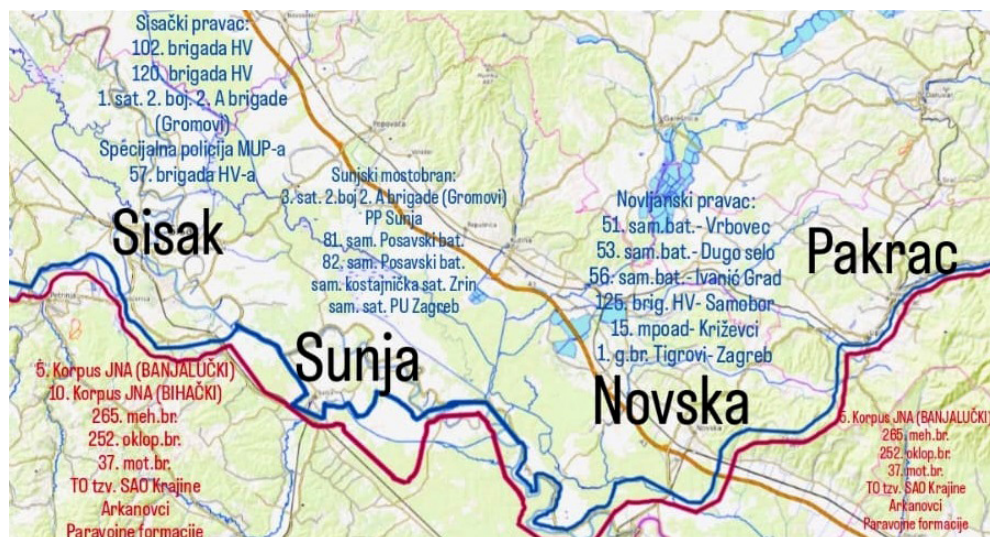 Sisački pravac:
102. brigada HV
120. brigada HV
1. sat. 2. boj. 2. A brigade
(Gromovi)
Specijalna policija MUP-a
57. brigada HV-a
Sunjski mostobran:
3. sat. 2.boj 2. A brigade (Gromovi)
PP Sunja
81. sam. Posavski bat.
82. sam. Posavski bat.
sam. kostajnička sat. Zrin
sam. sat. PU Zagreb
Novljanski pravac:
51. sam.bat.- Vrbovec
53. sam.bat.- Dugo selo
56. sam.bat.- Ivanić Grad
125. brig. HV- Samobor
15. mpoad- Križevci
1. g.br. Tigrovi- Zagreb
Sisak
Sunja
Novska
Pakrac
5. Korpus JNA (BANJALUČKI)
10. Korpus JNA (BIHAĆKI)
265. meh.br.
252. oklop.br.
37. mot.br.
TO tzv. SAO Krajine
Arkanovci
Paravojne formacije
5. Korpus JNA (BANJALUČKI)
265. meh.br.
252. oklop.br.
37. mot.br.
TO tzv. SAO Krajine
Arkanovci
Paravojne formacije
Popovača
Garešnica
Kutina
Novska
Petrinja